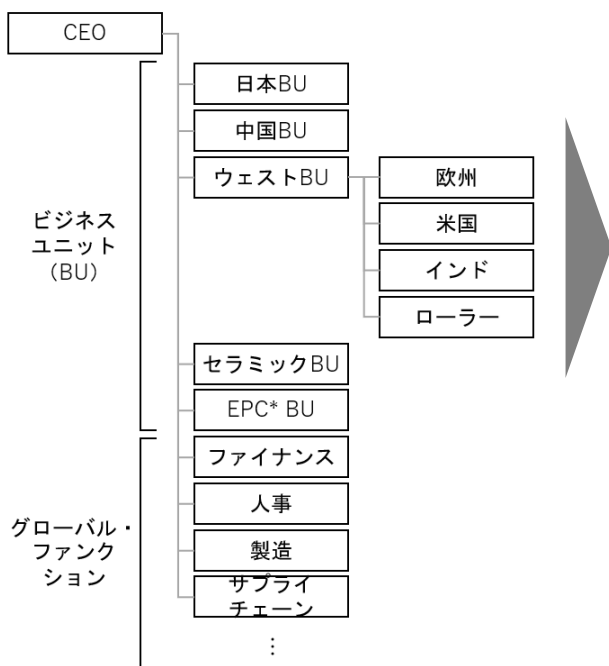 CEO
日本BU
中国BU
ウェストBU
欧州
米国
インド
ローラー
ビジネス
ユニット
(BU)
セラミックBU
EPC* BU
ファイナンス
人事
製造
サプライ
チェーン
⋮
グローバル・
ファンク
ション